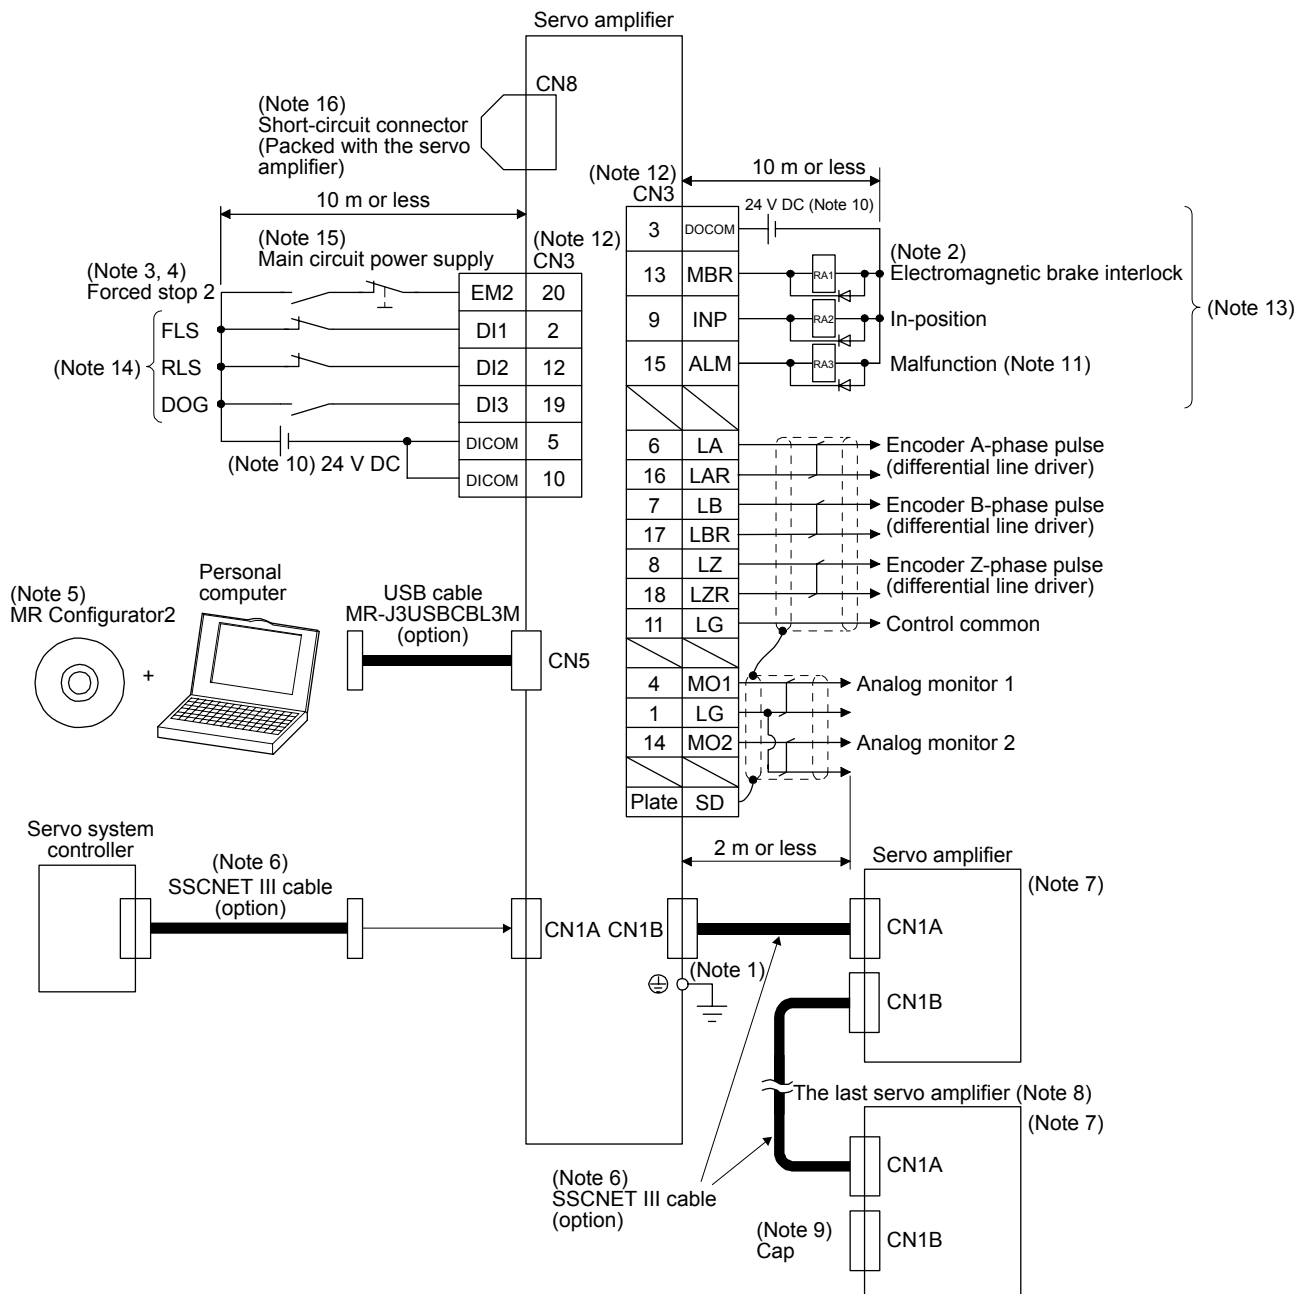 Servo amplifier
CN8
(Note 16)
Short-circuit connector
(Packed with the servo
amplifier)
10 m or less
(Note 15)
Main circuit power supply
(Note 12)
CN3
(Note 3, 4)
Forced stop 2
EM2 20
FLS
DI1 2
(Note 14)
RLS
DI2 12
DOG
DI3 19
DICOM 5
(Note 10) 24 V DC
DICOM 10
(Note 12)
CN3
10 m or less
24 V DC (Note 10)
3 DOCOM
(Note 2)
13 MBR
RA1
Electromagnetic brake interlock
9 INP
RA2
In-position
(Note 13)
15 ALM
RA3
Malfunction (Note 11)
6 LA
Encoder A-phase pulse
(differential line driver)
16 LAR
7 LB
Encoder B-phase pulse
(differential line driver)
17 LBR
8 LZ
Encoder Z-phase pulse
(differential line driver)
18 LZR
11 LG
Control common
4 MO1
Analog monitor 1
1 LG
14 MO2
Analog monitor 2
Plate SD
2 m or less
(Note 5)
MR Configurator2
+
Personal
computer
USB cable
MR-J3USBCBL3M
(option)
CN5
Servo system
controller
(Note 6)
SSCNET III cable
(option)
CN1A
CN1B
(Note 1)
Servo amplifier
(Note 7)
CN1A
CN1B
The last servo amplifier (Note 8)
(Note 7)
CN1A
(Note 6)
SSCNET III cable
(option)
(Note 9)
Cap
CN1B